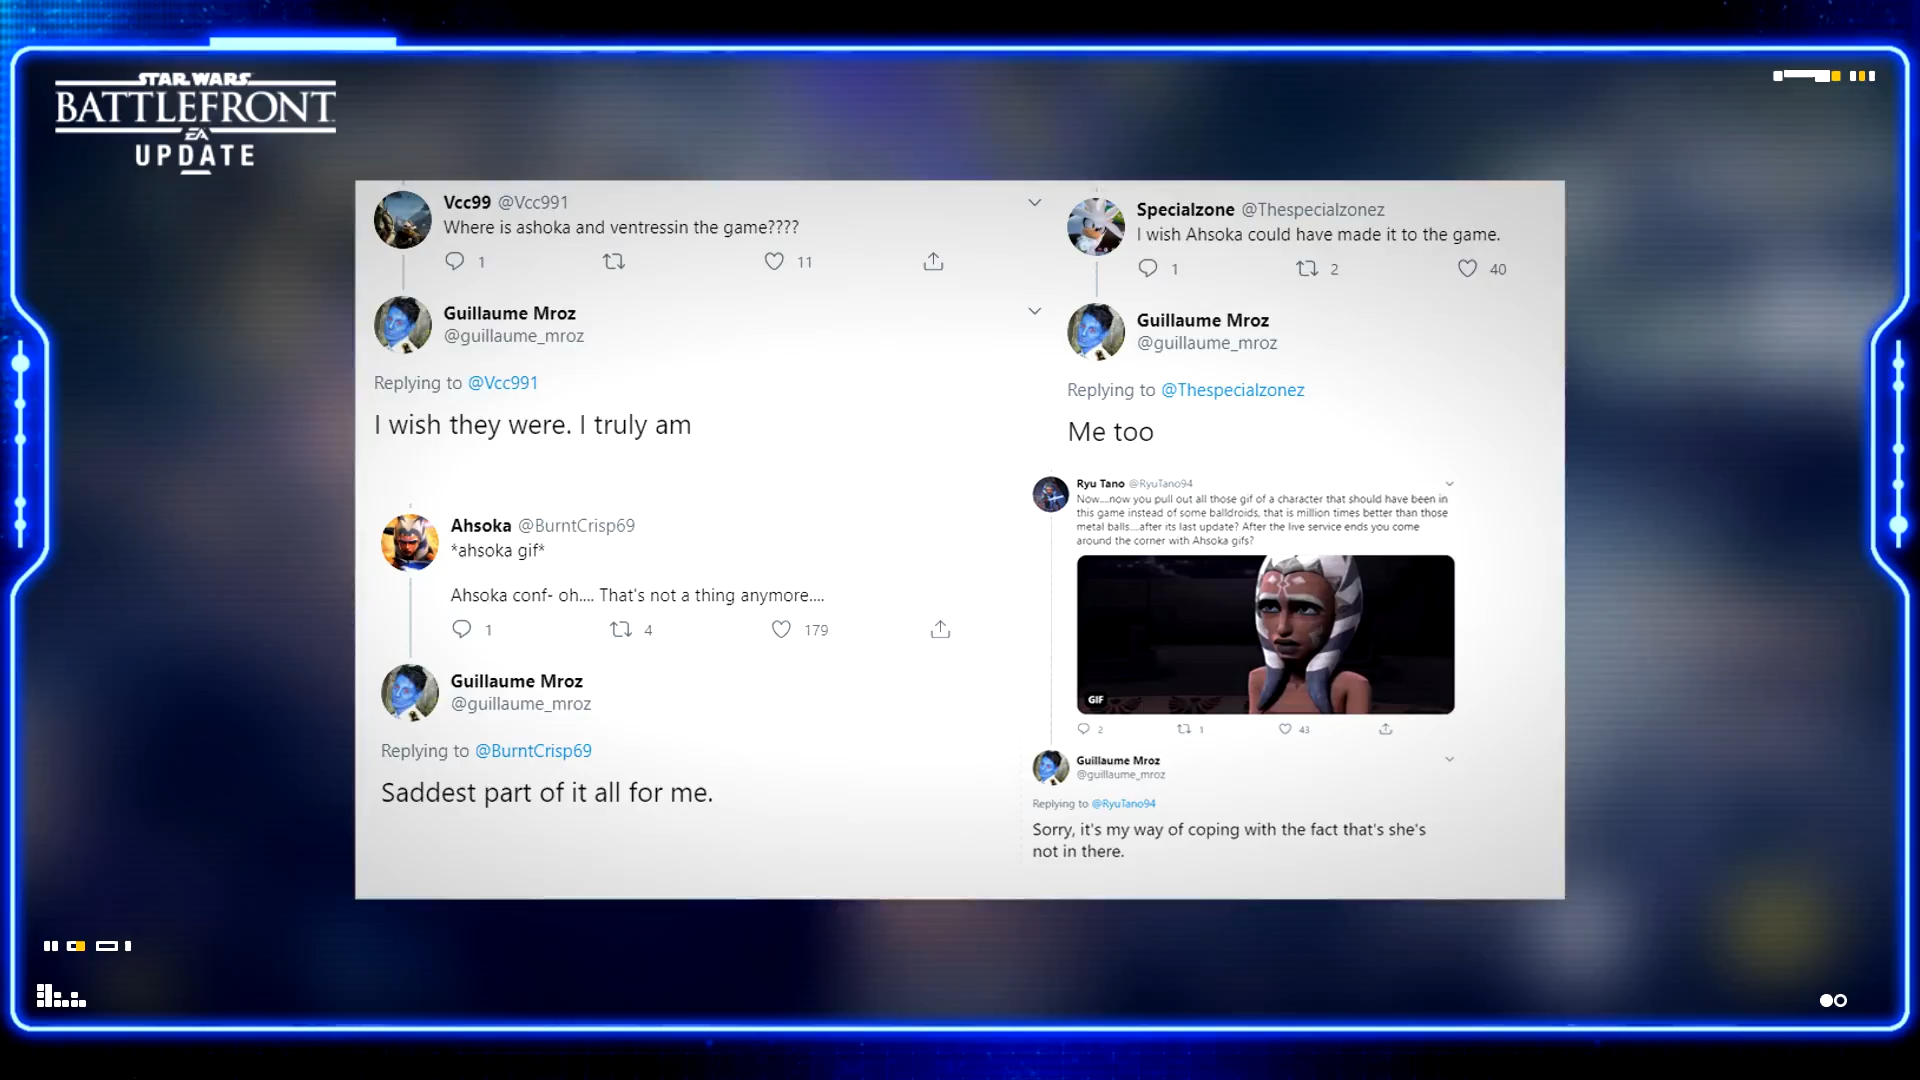 STAR WARS
BATTLEFRONT
EA
UPDATE
Vcc99 @Vcc991
Where is ashoka and ventressin the game????
1 11
Guillaume Mroz
@guillaume_mroz
Replying to @Vcc991
I wish they were. I truly am
Ahsoka @BurntCrisp69
*ahsoka gif*
Ahsoka conf- oh.... That's not a thing anymore....
1 4 179
Guillaume Mroz
@guillaume_mroz
Replying to @BurntCrisp69
Saddest part of it all for me.
Specialzone @Thespecialzonez
I wish Ahsoka could have made it to the game.
1 2 40
Guillaume Mroz
@guillaume_mroz
Replying to @Thespecialzonez
Me too
Ryu Tano @RyuTano94
Now....now you pull out all those gif of a character that should have been in
this game instead of some balldroids, that is million times better than those
metal balls....after its last update? After the live service ends you come
around the corner with Ahsoka gifs?
GIF
2 1 43
Guillaume Mroz
@guillaume_mroz
Replying to @RyuTano94
Sorry, it's my way of coping with the fact that's she's
not in there.